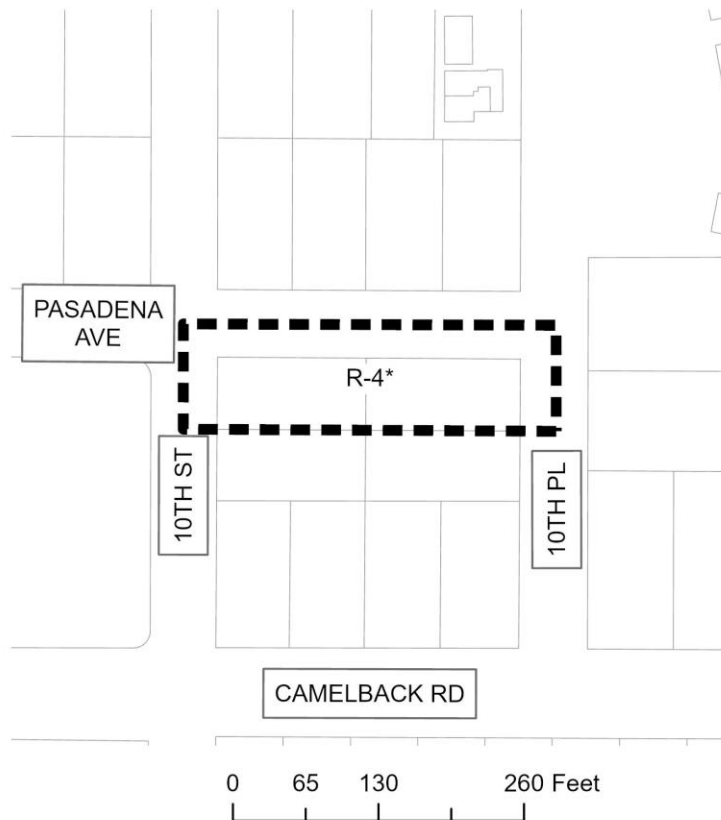 PASADENA
AVE
R-4*
10TH ST
10TH PL
CAMELBACK RD
0 65 130 260 Feet